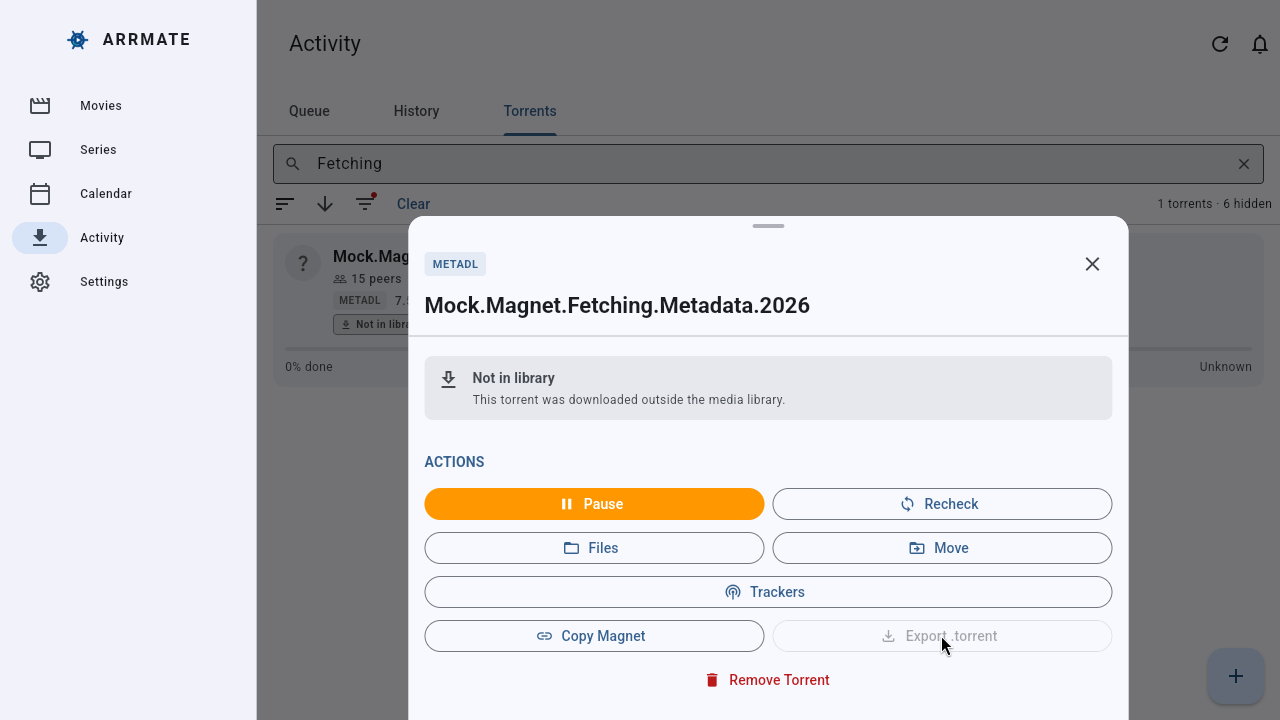 ARRMATE
Activity
Movies
Series
Calendar
Activity
Settings
Queue
History
Torrents
Fetching
Clear
1 torrents · 6 hidden
?
Mock.Mag
15 peers
METADL
Not in libra
0% done
Unknown
METADL
Mock.Magnet.Fetching.Metadata.2026
Not in library
This torrent was downloaded outside the media library.
ACTIONS
Pause
Recheck
Files
Move
Trackers
Copy Magnet
Export .torrent
Remove Torrent